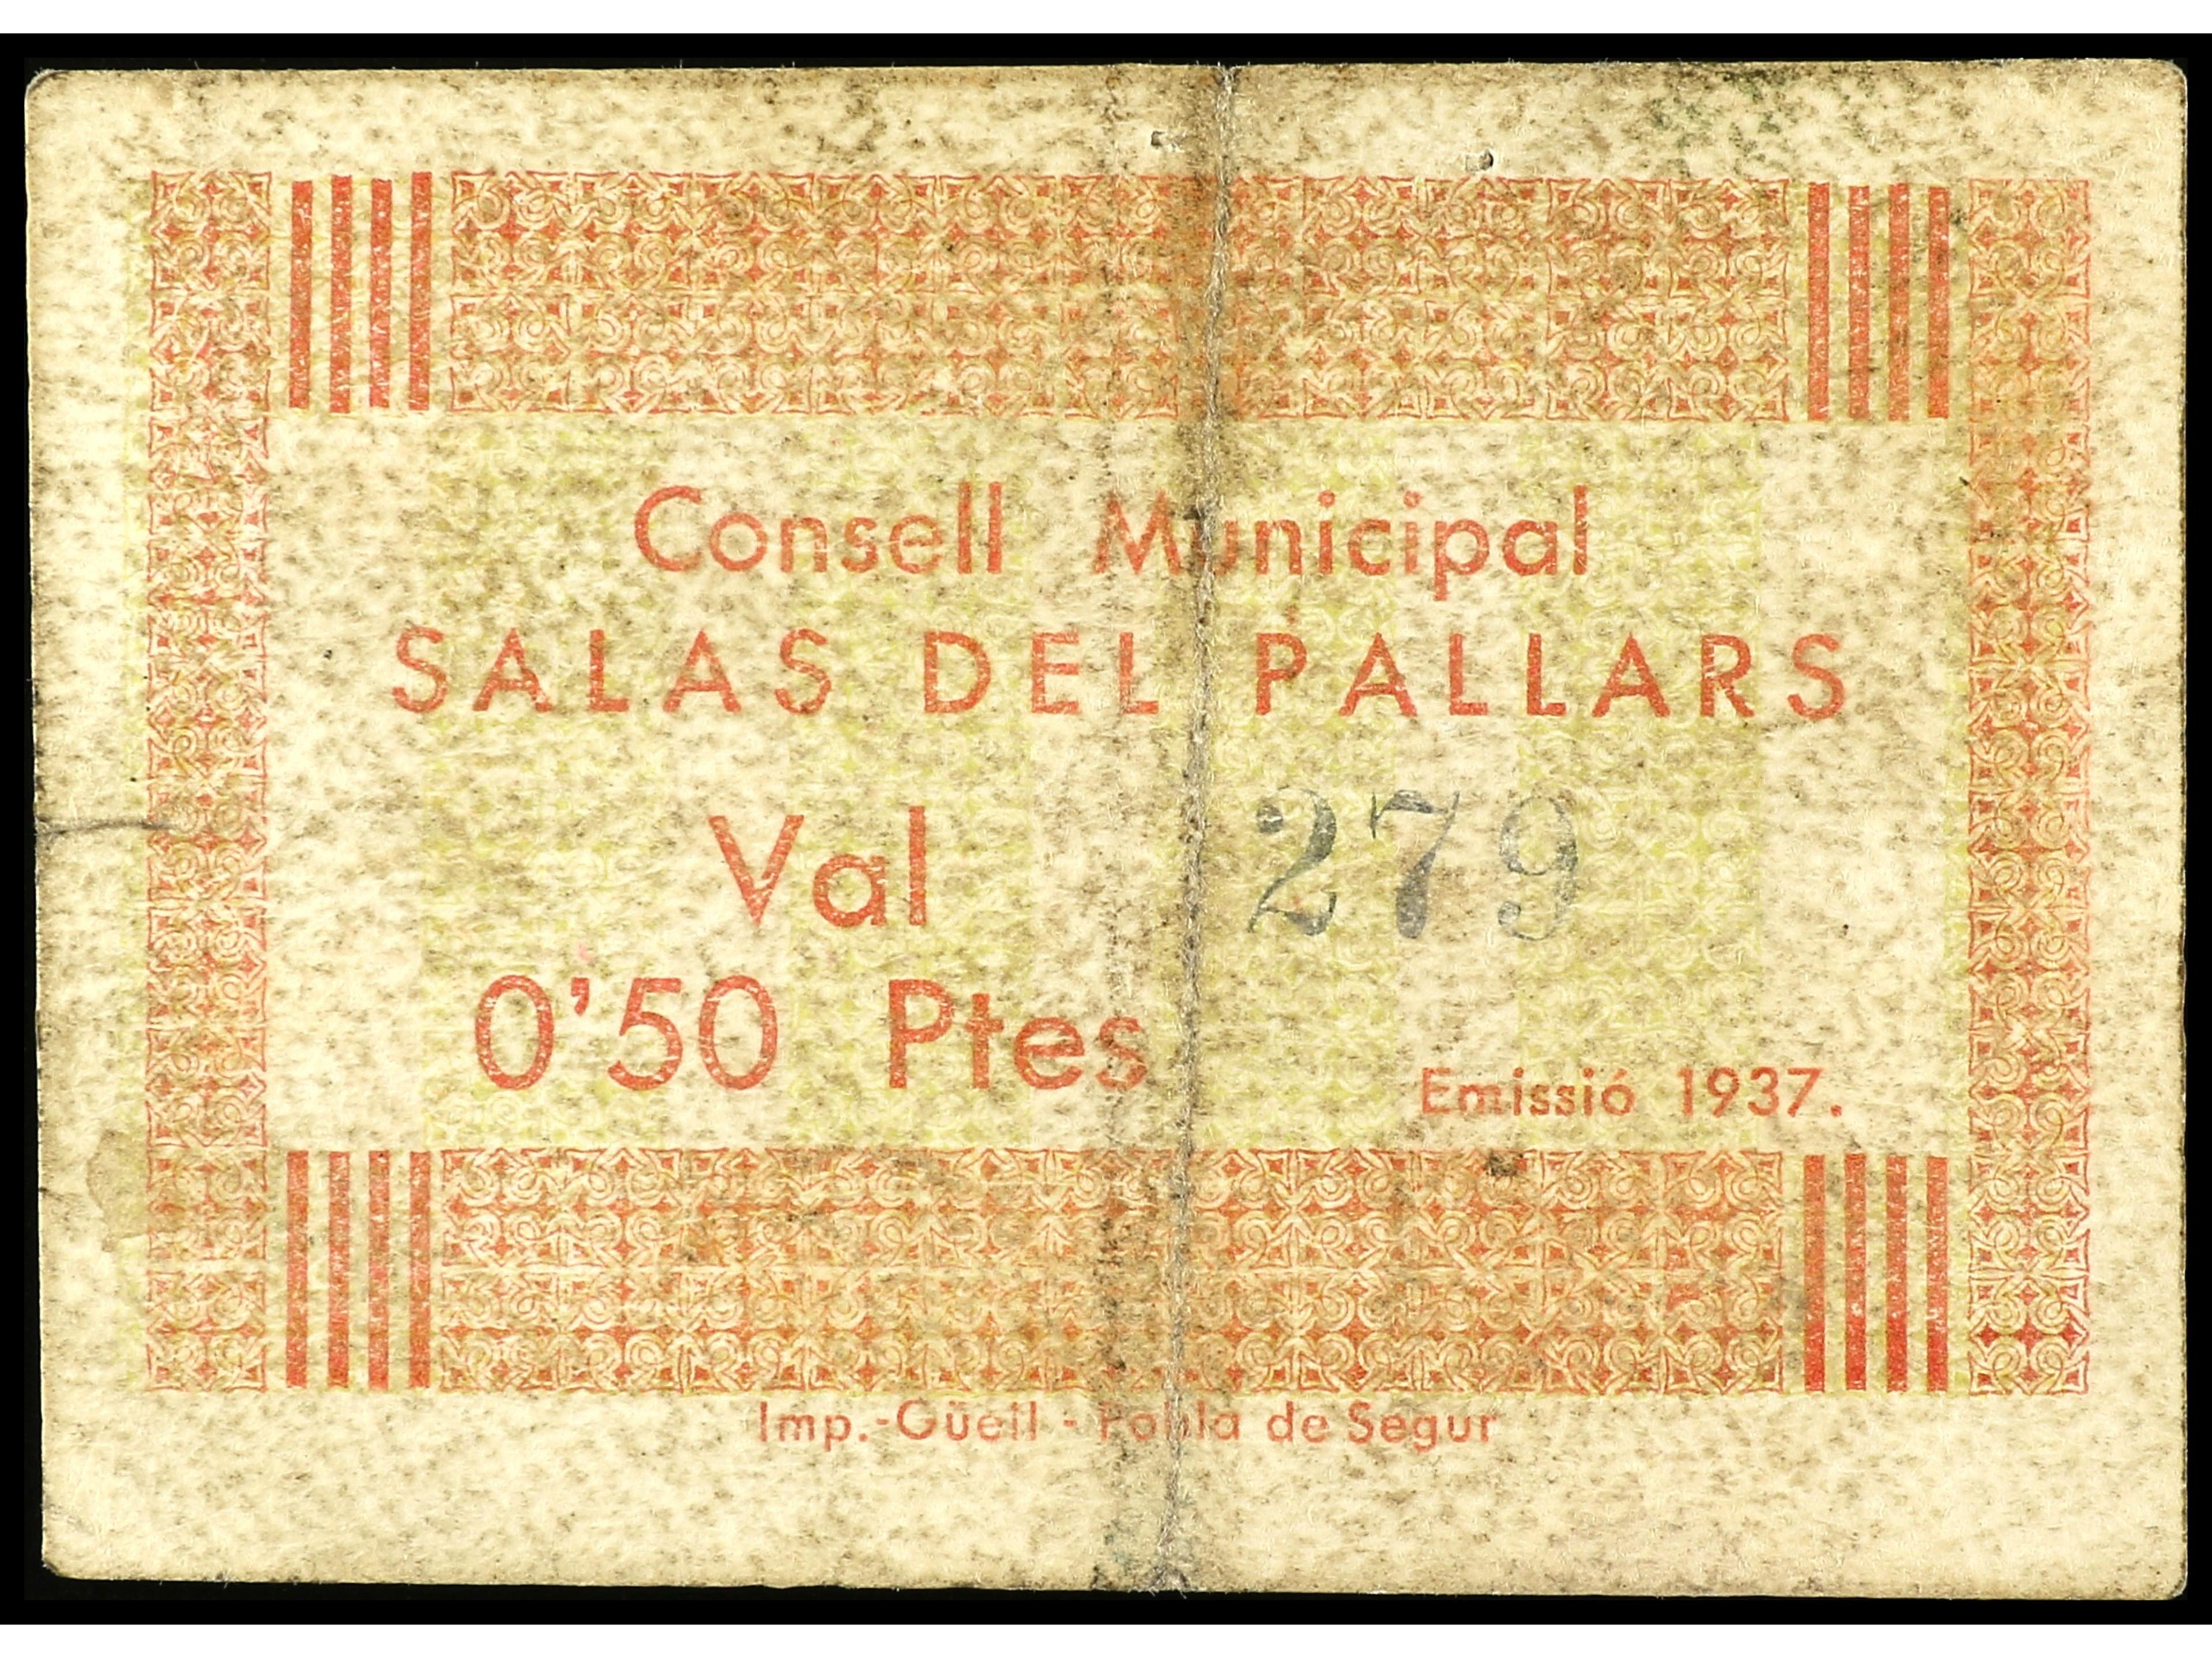 Consell Municipal
SALAS DEL PALLARS
Val 279
0'50 Ptes
Emissió 1937.
Imp.-Güell - Pobla de Segur